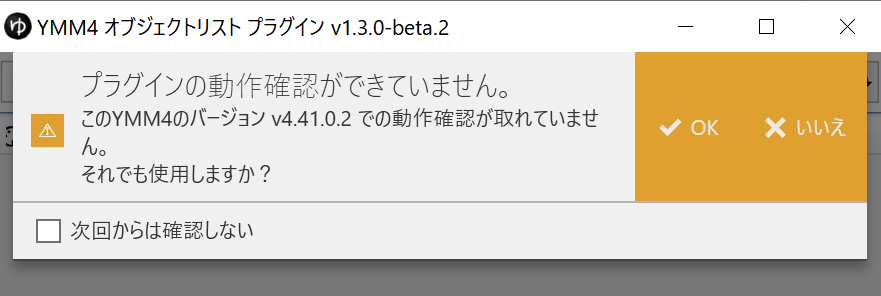 ゆ YMM4 オブジェクトリスト プラグイン v1.3.0-beta.2
プラグインの動作確認ができていません。
このYMM4のバージョン v4.41.0.2 での動作確認が取れていませ
ん。
それでも使用しますか？
OK いいえ
次回からは確認しない